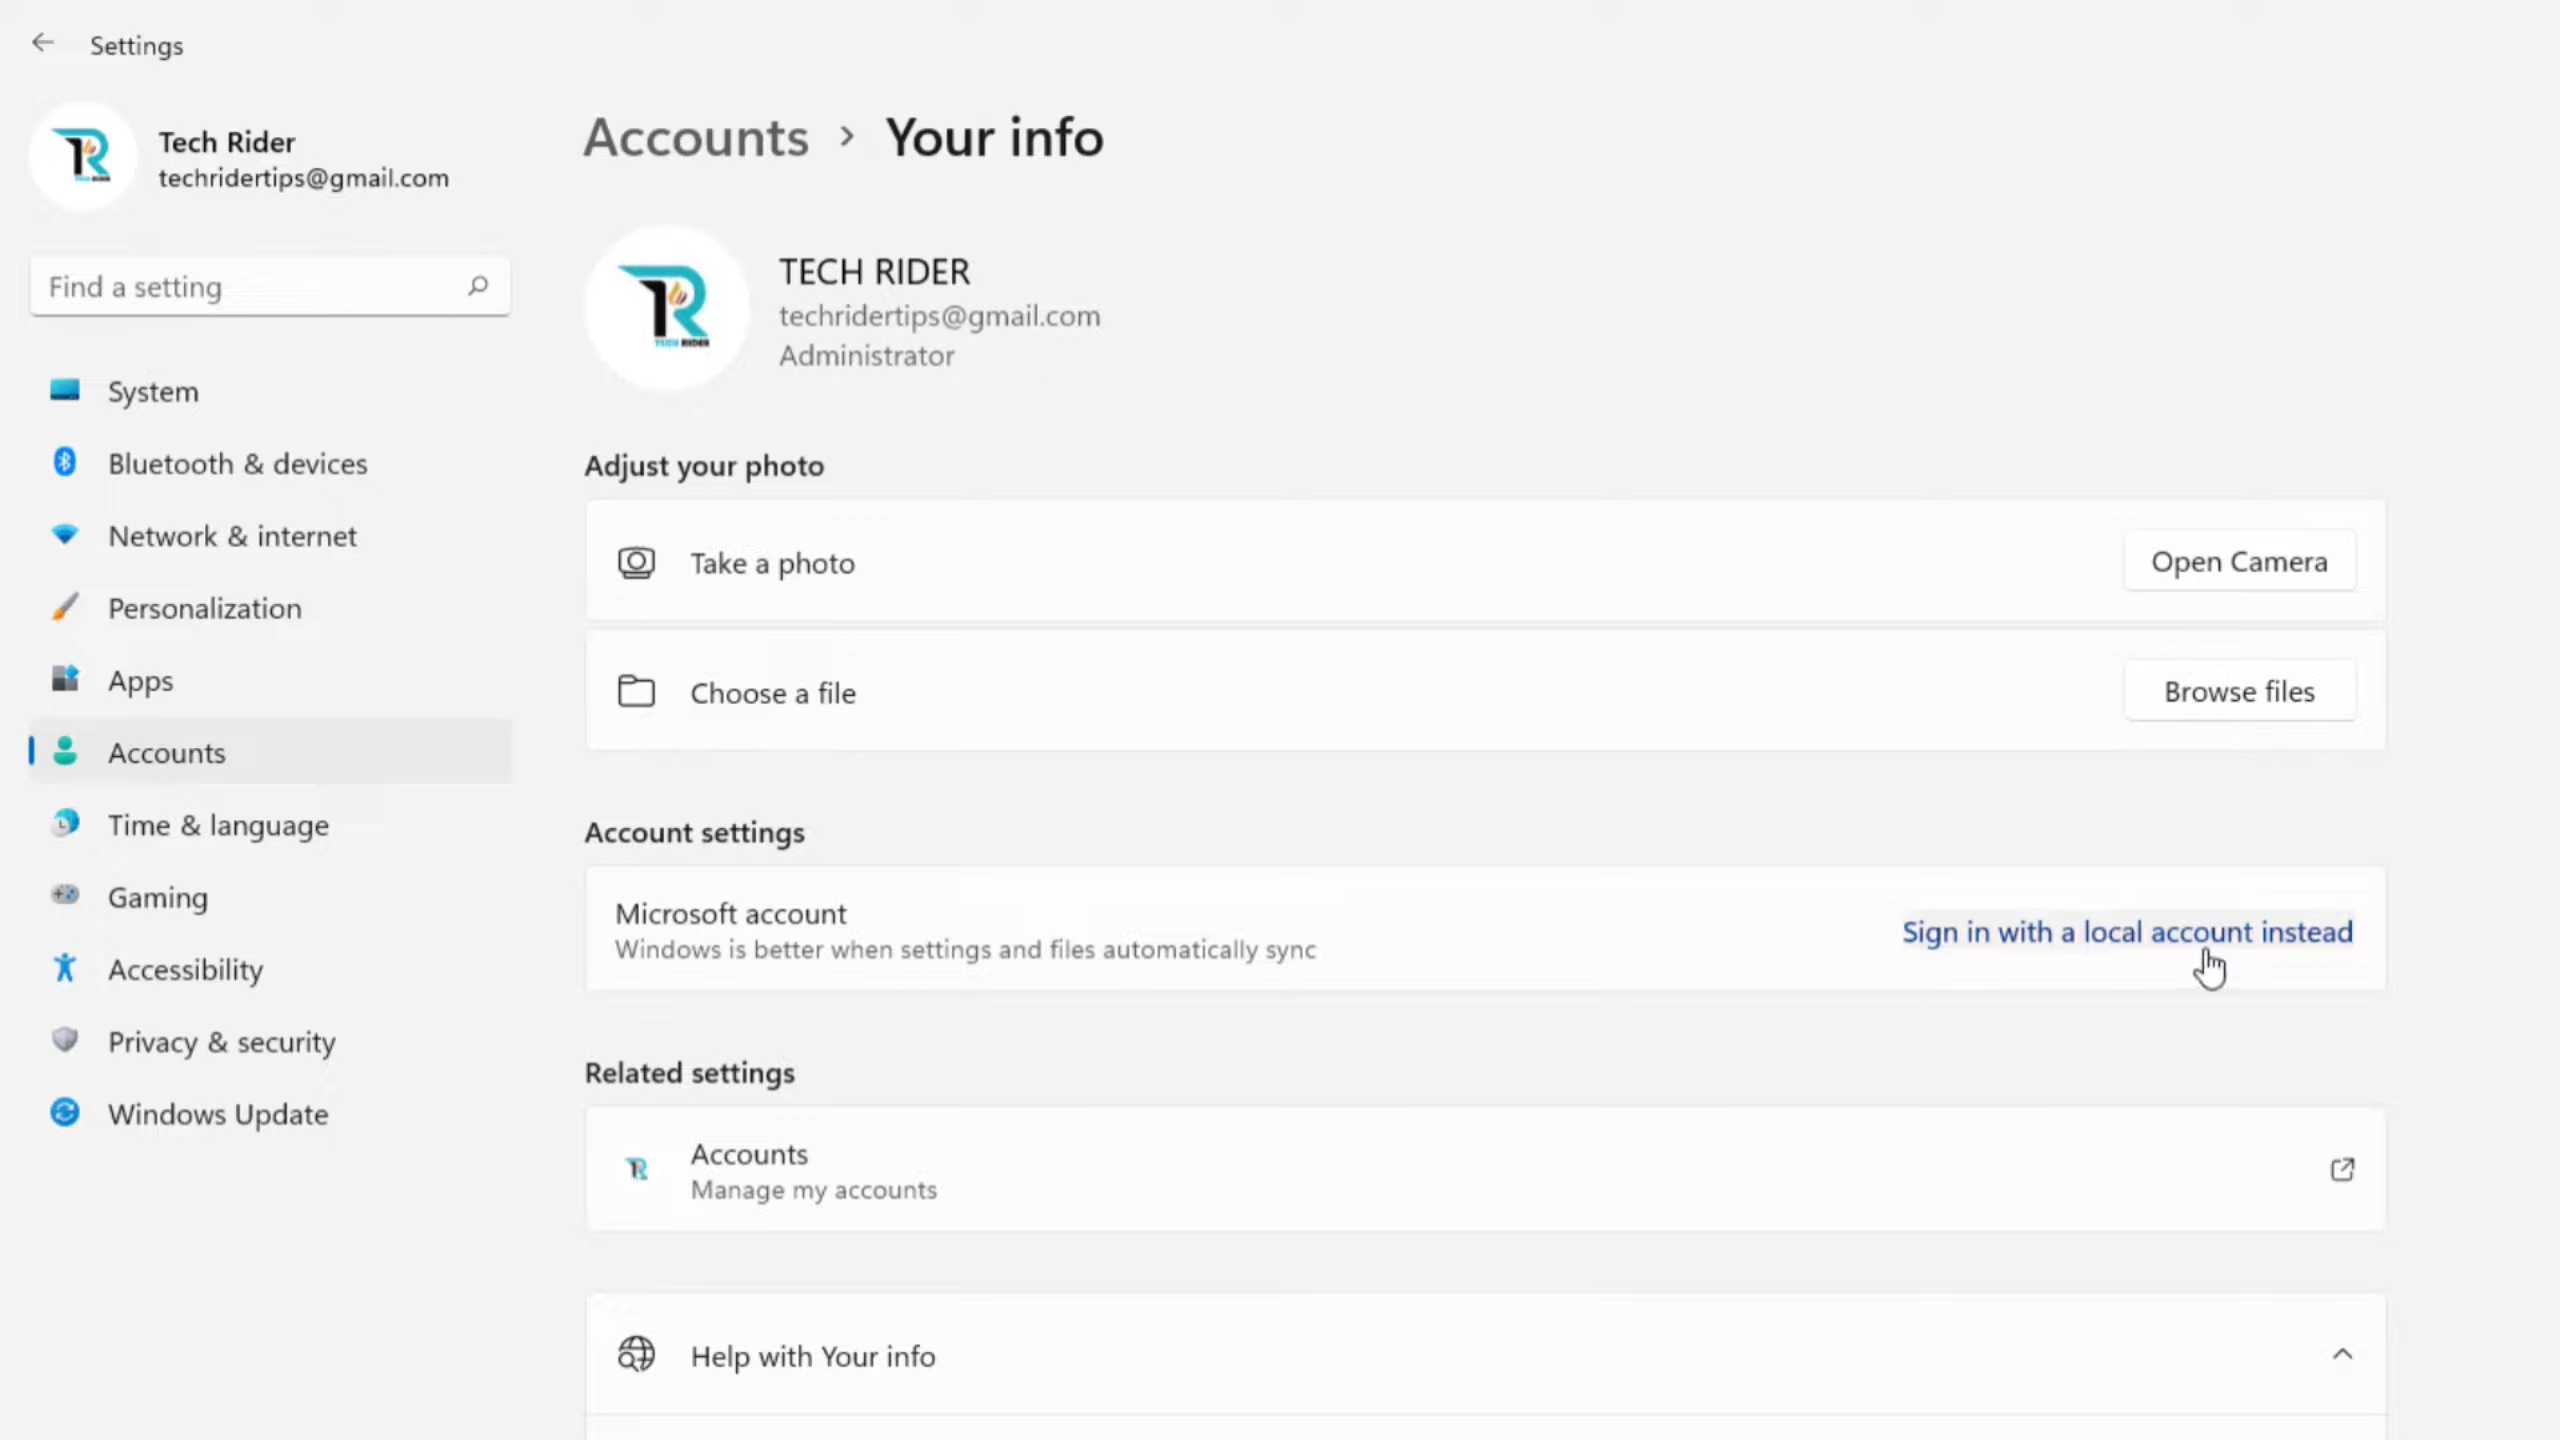 Settings
Tech Rider
techridertips@gmail.com
Find a setting
System
Bluetooth & devices
Network & internet
Personalization
Apps
Accounts
Time & language
Gaming
Accessibility
Privacy & security
Windows Update
Accounts > Your info
TECH RIDER
TECH RIDER
techridertips@gmail.com
Administrator
Adjust your photo
Take a photo
Open Camera
Choose a file
Browse files
Account settings
Microsoft account
Windows is better when settings and files automatically sync
Sign in with a local account instead
Related settings
Accounts
Manage my accounts
Help with Your info